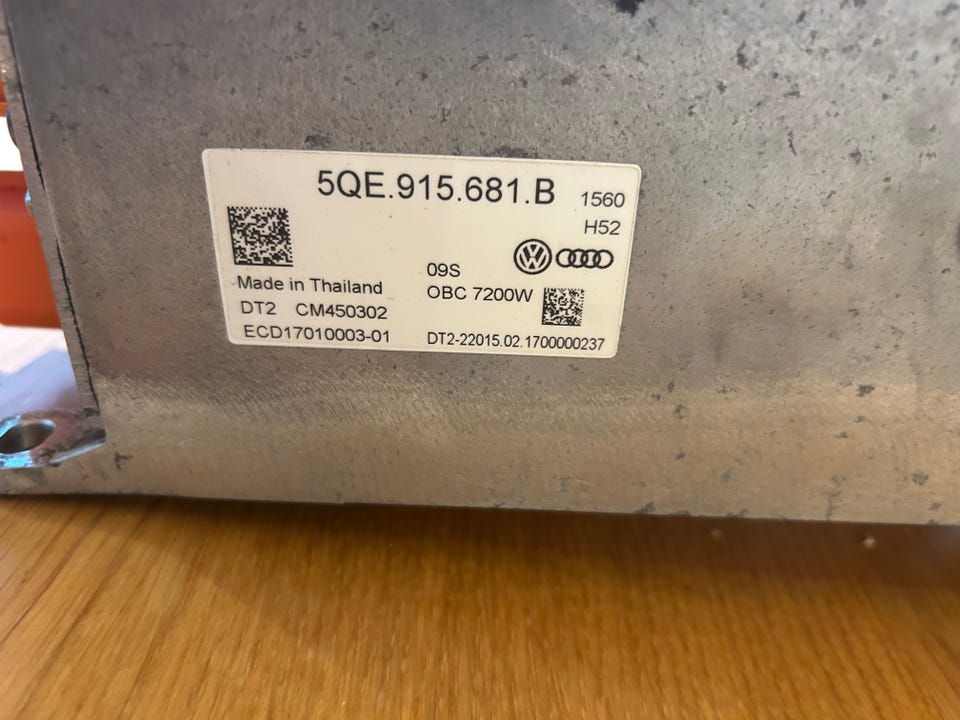 5QE.915.681.B
1560
H52
Made in Thailand
09S
DT2 CM450302
OBC 7200W
ECD17010003-01
DT2-22015.02.1700000237